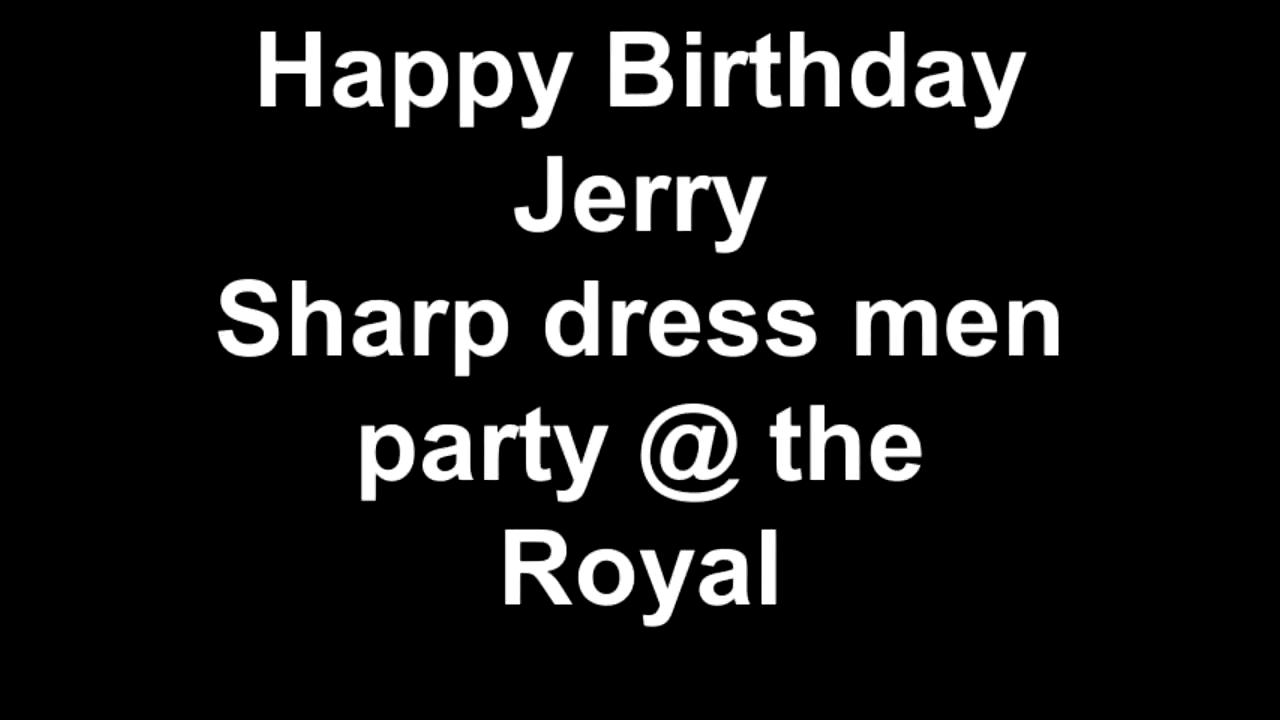 Happy Birthday
Jerry
Sharp dress men
party @ the
Royal